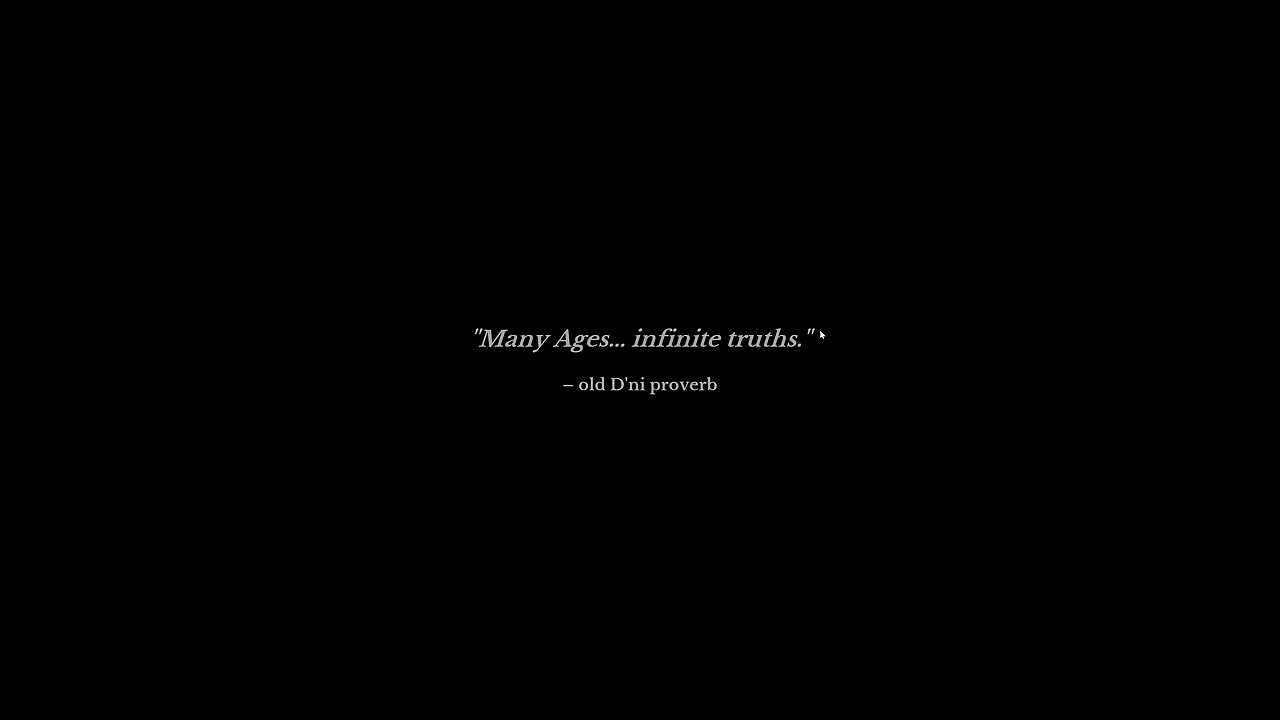 "Many Ages... infinite truths."
– old D'ni proverb